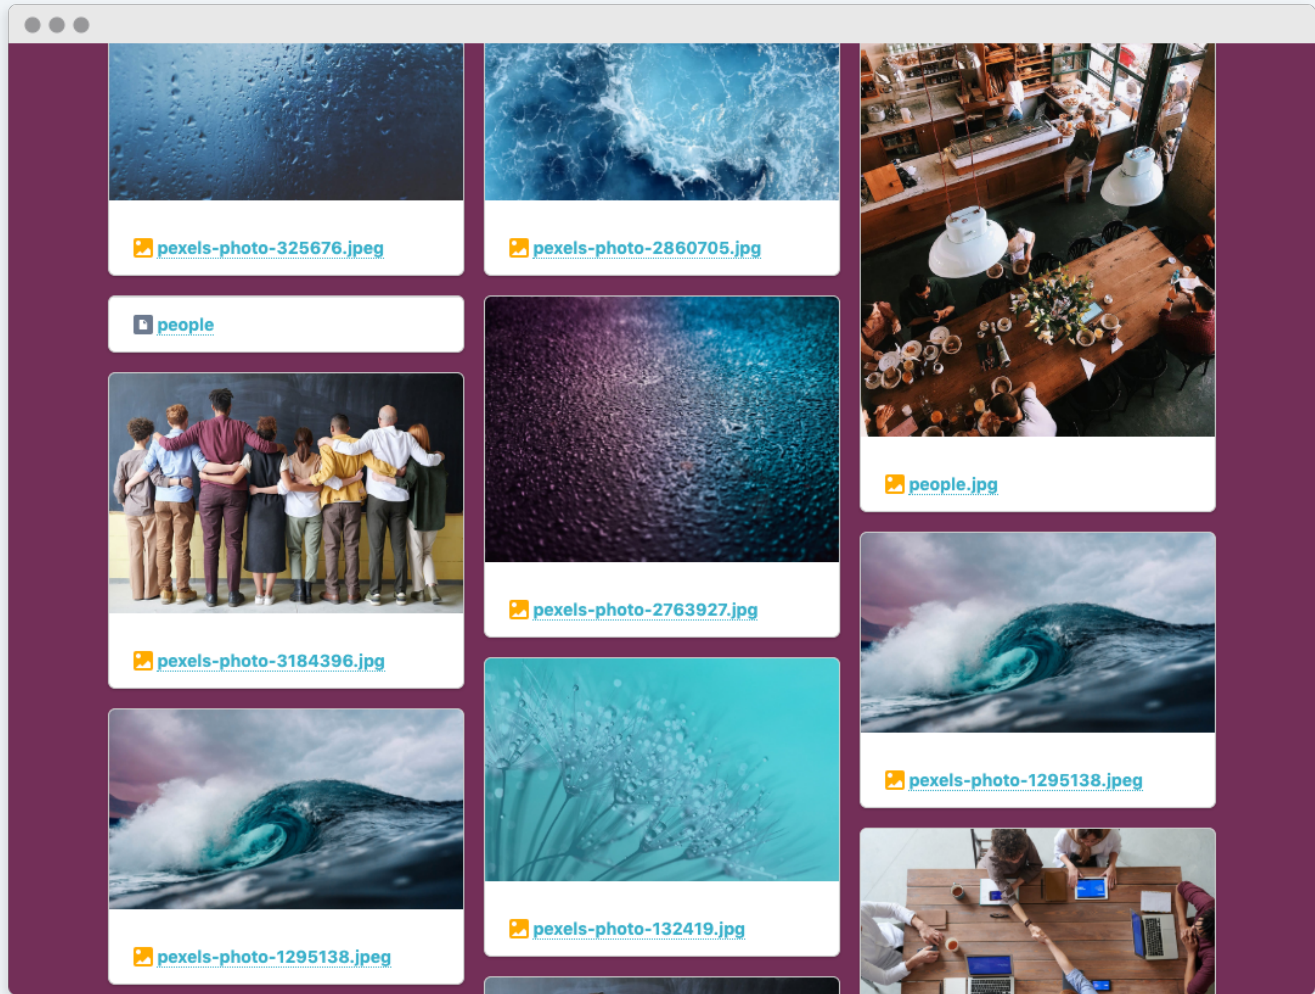 pexels-photo-325676.jpeg
people
pexels-photo-3184396.jpg
pexels-photo-1295138.jpeg
pexels-photo-2860705.jpg
pexels-photo-2763927.jpg
pexels-photo-132419.jpg
people.jpg
pexels-photo-1295138.jpeg